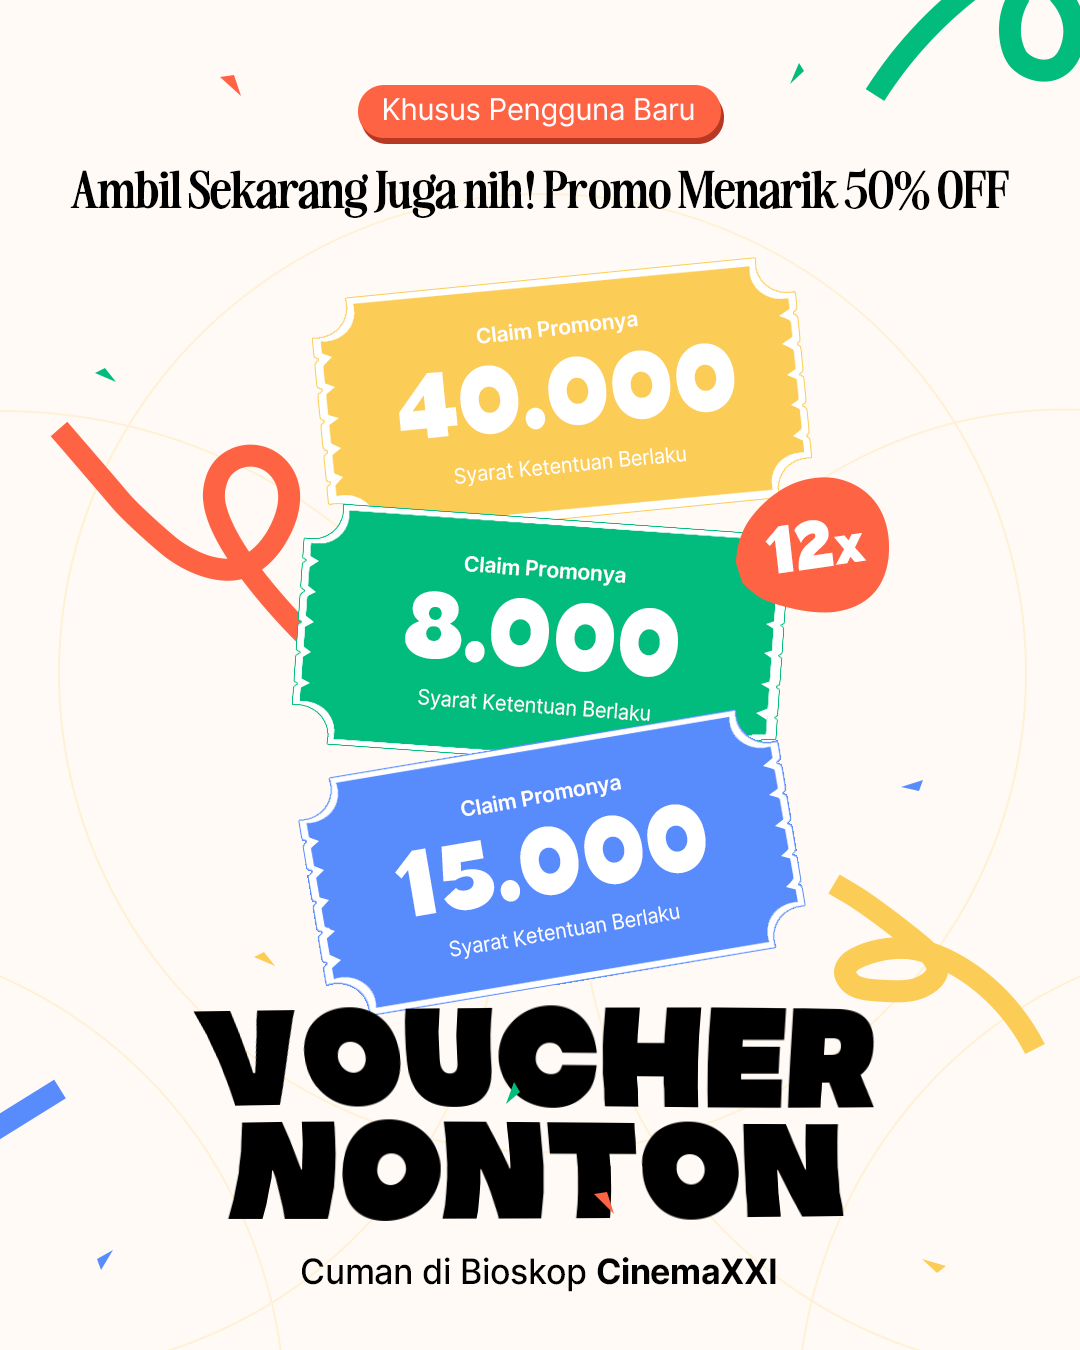 Khusus Pengguna Baru
Ambil Sekarang Juga nih! Promo Menarik 50% OFF
Claim Promonya
40.000
Syarat Ketentuan Berlaku
12x
Claim Promonya
8.000
Syarat Ketentuan Berlaku
Claim Promonya
15.000
Syarat Ketentuan Berlaku
VOUCHER
NONTON
Cuman di Bioskop CinemaXXI